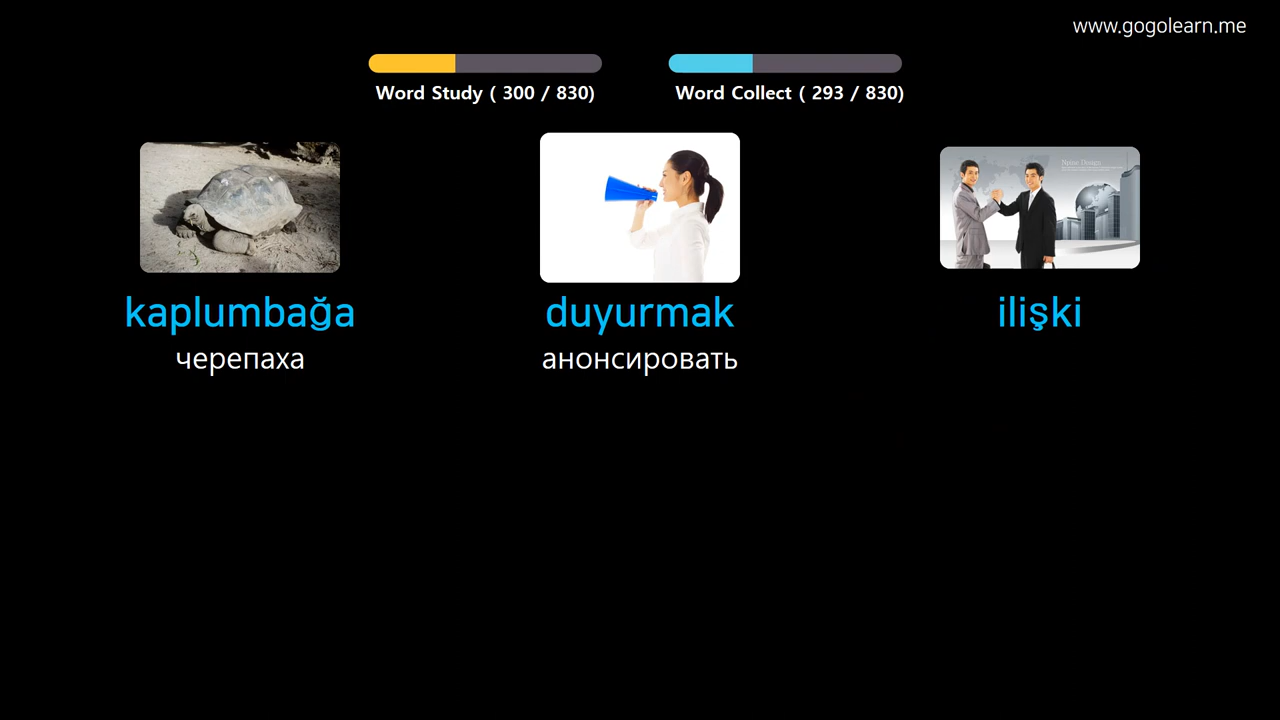 www.gogolearn.me
Word Study ( 300 / 830)
Word Collect ( 293 / 830)
kaplumbağa
duyurmak
ilişki
черепаха
анонсировать